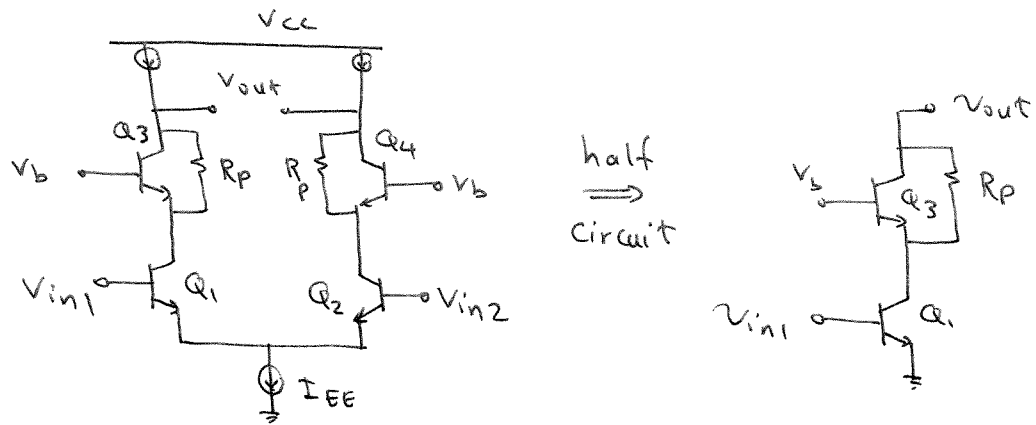 Vcc
Vout
Q3
Q4
Vb
Rp
Rp
Vb
Vin1
Q1
Q2
Vin2
IEE
half
circuit
Vout
Vb
Q3
Rp
Vin1
Q1